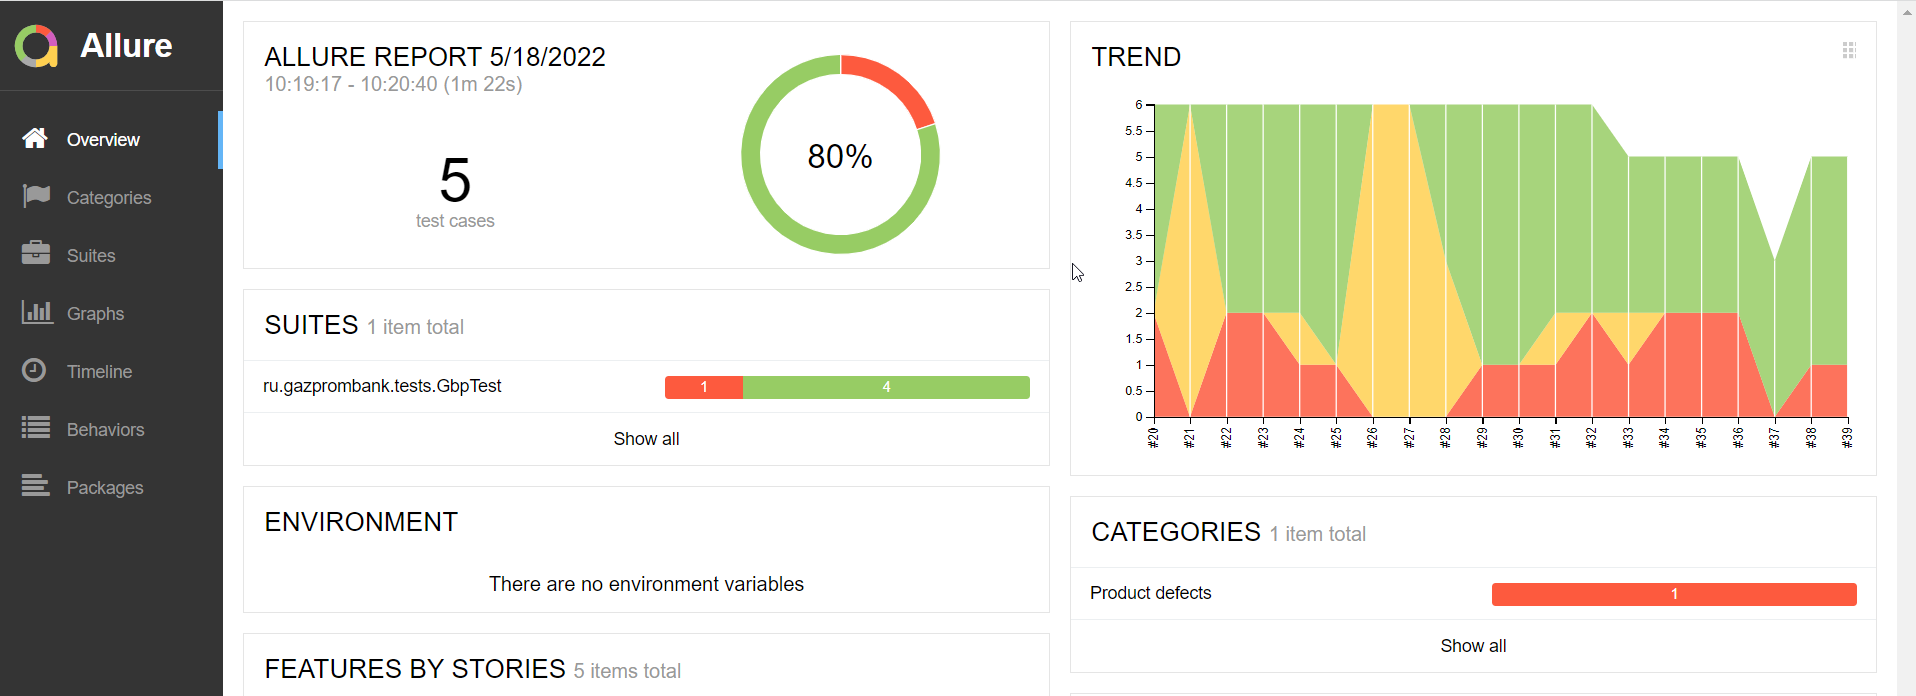 Allure
Overview
Categories
Suites
Graphs
Timeline
Behaviors
Packages
ALLURE REPORT 5/18/2022
10:19:17 - 10:20:40 (1m 22s)
5
test cases
80%
SUITES 1 item total
ru.gazprombank.tests.GbpTest 1 4
Show all
ENVIRONMENT
There are no environment variables
FEATURES BY STORIES 5 items total
TREND
6
5.5
5
4.5
4
3.5
3
2.5
2
1.5
1
0.5
0
#20 #21 #22 #23 #24 #25 #26 #27 #28 #29 #30 #31 #32 #33 #34 #35 #36 #37 #38 #39
CATEGORIES 1 item total
Product defects 1
Show all